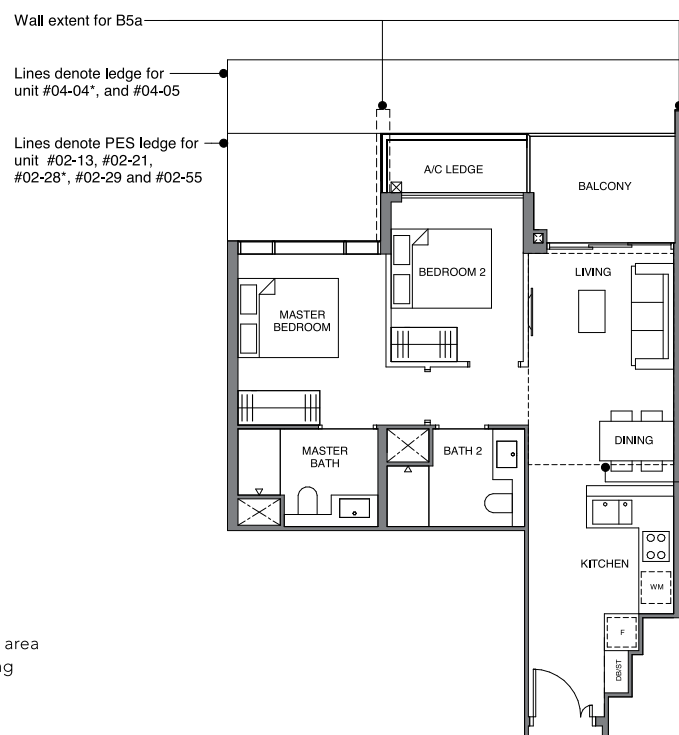 Wall extent for B5a
Lines denote ledge for
unit #04-04*, and #04-05
Lines denote PES ledge for
unit #02-13, #02-21,
#02-28*, #02-29 and #02-55
A/C LEDGE
BALCONY
BEDROOM 2
LIVING
MASTER
BEDROOM
DINING
MASTER
BATH
BATH 2
KITCHEN
WM
F
DB/ST
area
ng